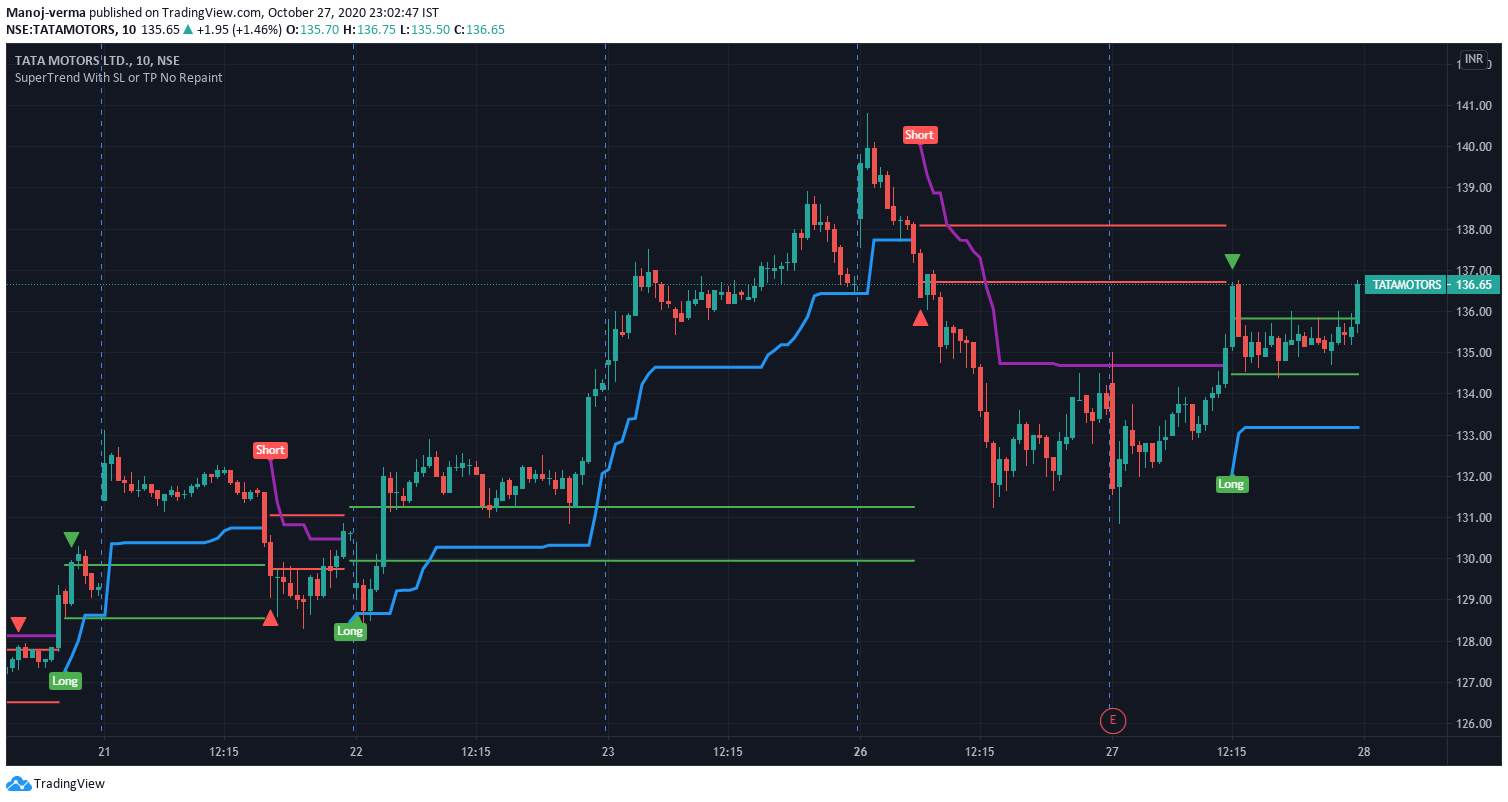 Manoj-verma published on TradingView.com, October 27, 2020 23:02:47 IST
NSE:TATAMOTORS, 10 135.65 ▲ +1.95 (+1.46%) O: 135.70 H: 136.75 L: 135.50 C: 136.65
TATA MOTORS LTD., 10, NSE
SuperTrend With SL or TP No Repaint
INR
141.00
Short
140.00
139.00
138.00
137.00
TATAMOTORS 136.65
136.00
135.00
134.00
133.00
Short
132.00
Long
131.00
130.00
129.00
Long
128.00
Long
127.00
E
126.00
21 12:15 22 12:15 23 12:15 26 12:15 27 12:15 28
TradingView